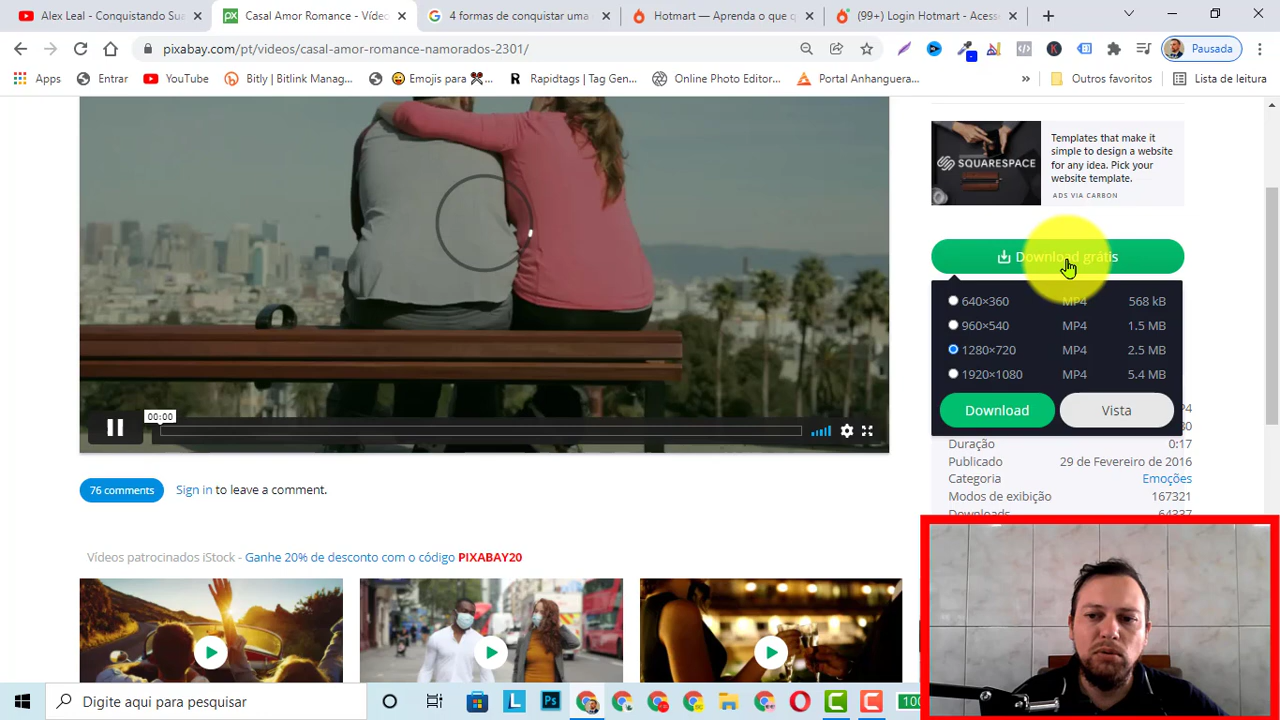 Alex Leal - Conquistando Sua
Casal Amor Romance - Vídeo
4 formas de conquistar uma
Hotmart — Aprenda o que q
(99+) Login Hotmart - Acesse
pixabay.com/pt/videos/casal-amor-romance-namorados-2301/
Pausada
Apps
Entrar
YouTube
Bitly | Bitlink Manag...
Emojis para
Rapidtags | Tag Gen...
Online Photo Editor...
Portal Anhanguera...
»
Outros favoritos
Lista de leitura
Templates that make it
simple to design a website
for any idea. Pick your
website template.
SQUARESPACE
ADS VIA CARBON
Download grátis
640×360 MP4 568 kB
960×540 MP4 1.5 MB
1280×720 MP4 2.5 MB
1920×1080 MP4 5.4 MB
Download Vista
00:00
Duração 0:17
Publicado 29 de Fevereiro de 2016
Categoria Emoções
Modos de exibição 167321
Downloads 64337
76 comments Sign in to leave a comment.
Vídeos patrocinados iStock - Ganhe 20% de desconto com o código PIXABAY20
Digite aqui para pesquisar
Ps